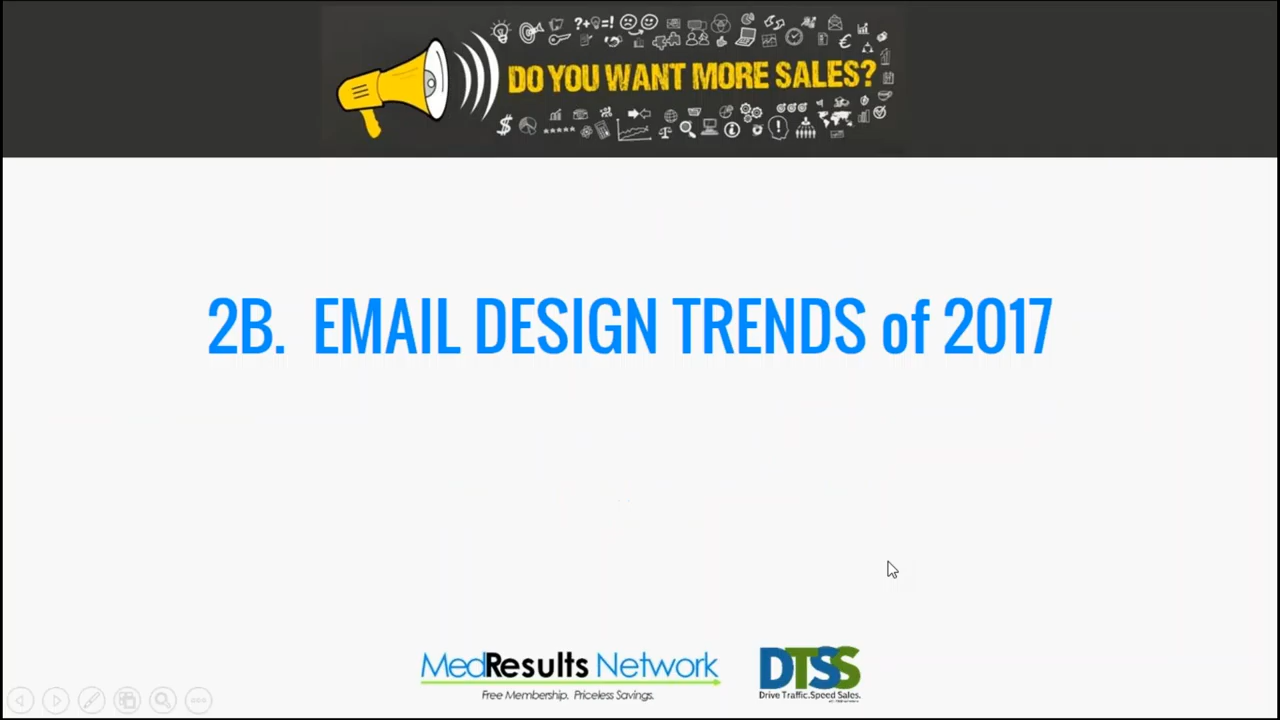 DO YOU WANT MORE SALES?
2B. EMAIL DESIGN TRENDS of 2017
MedResults Network
Free Membership. Priceless Savings.
DTSS
Drive Traffic.Speed Sales.